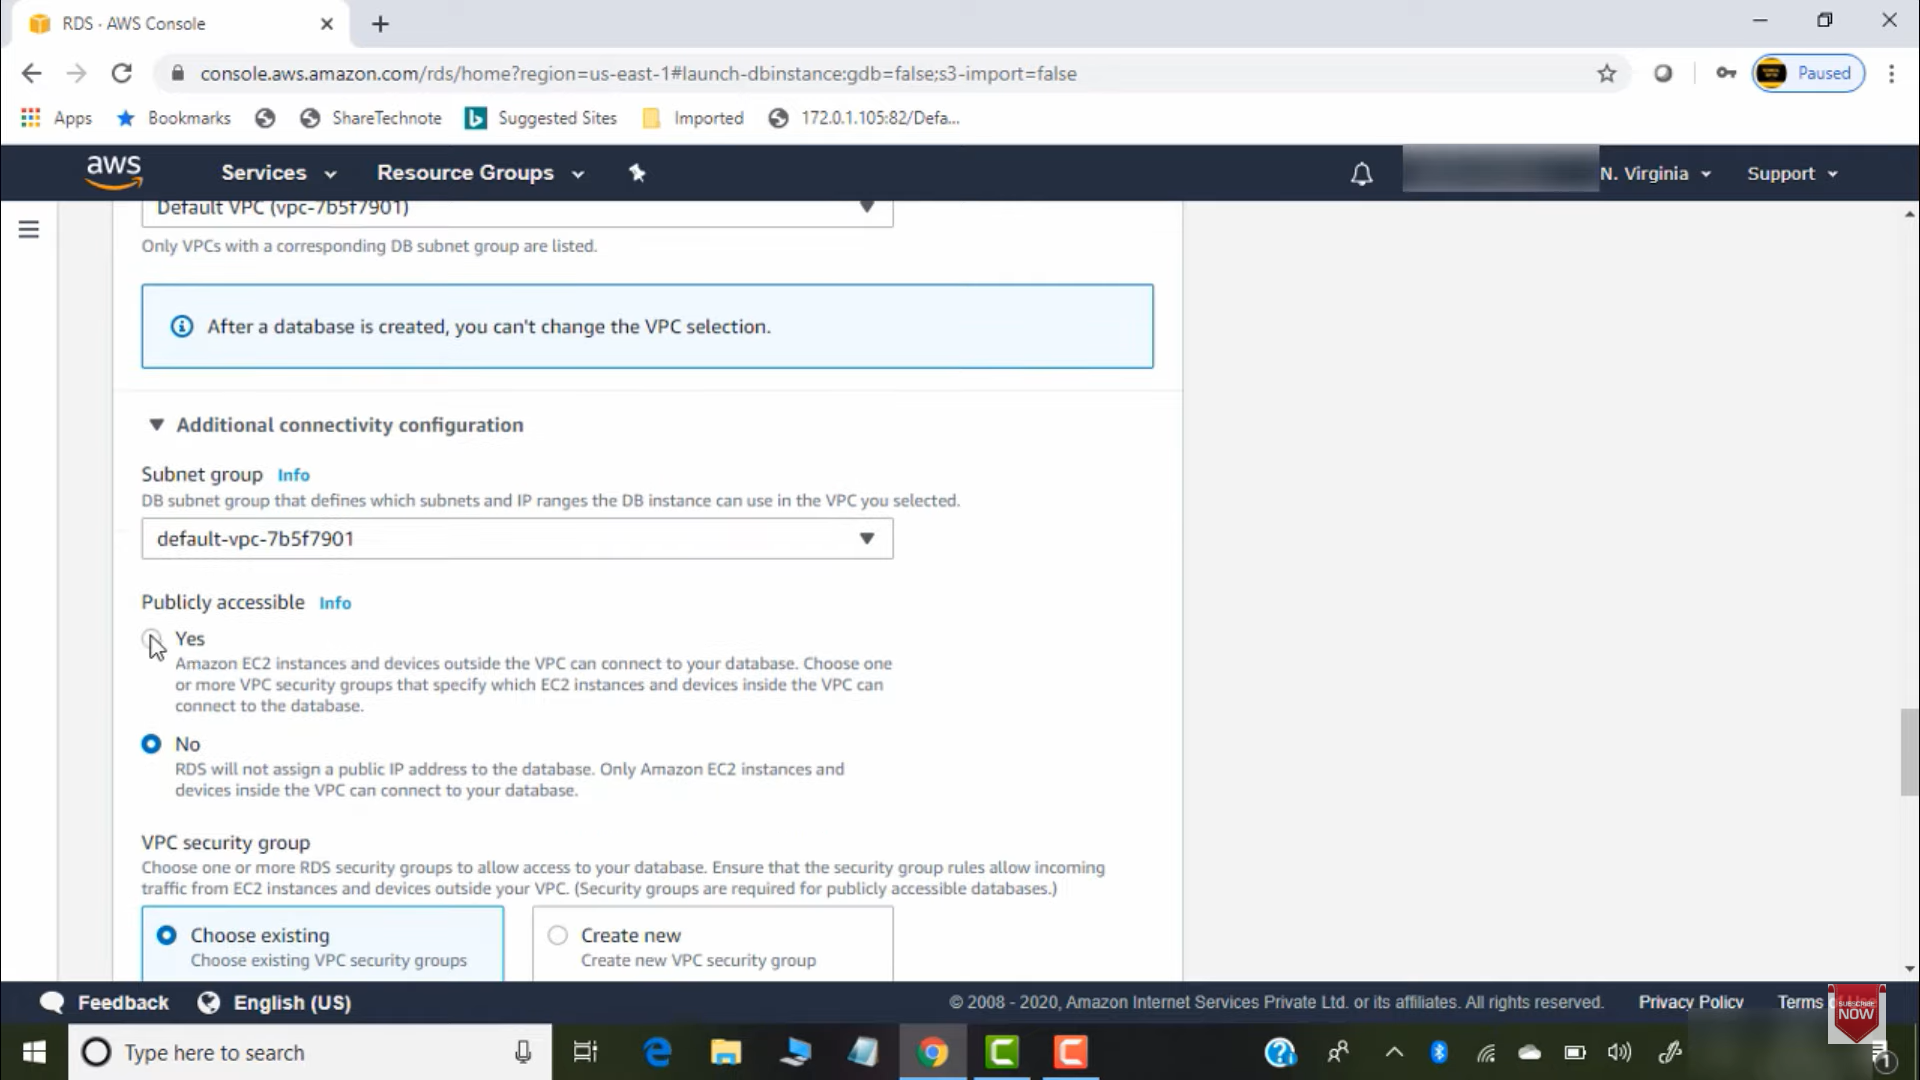 RDS - AWS Console
console.aws.amazon.com/rds/home?region=us-east-1#launch-dbinstance:gdb=false;s3-import=false
Paused
Apps
Bookmarks
ShareTechnote
Suggested Sites
Imported
172.0.1.105:82/Defa...
aws
Services
Resource Groups
N. Virginia
Support
Default VPC (vpc-7b5f7901)
Only VPCs with a corresponding DB subnet group are listed.
After a database is created, you can't change the VPC selection.
Additional connectivity configuration
Subnet group Info
DB subnet group that defines which subnets and IP ranges the DB instance can use in the VPC you selected.
default-vpc-7b5f7901
Publicly accessible Info
Yes
Amazon EC2 instances and devices outside the VPC can connect to your database. Choose one
or more VPC security groups that specify which EC2 instances and devices inside the VPC can
connect to the database.
No
RDS will not assign a public IP address to the database. Only Amazon EC2 instances and
devices inside the VPC can connect to your database.
VPC security group
Choose one or more RDS security groups to allow access to your database. Ensure that the security group rules allow incoming
traffic from EC2 instances and devices outside your VPC. (Security groups are required for publicly accessible databases.)
Choose existing
Choose existing VPC security groups
Create new
Create new VPC security group
Feedback
English (US)
© 2008 - 2020, Amazon Internet Services Private Ltd. or its affiliates. All rights reserved.
Privacy Policy
Terms
SUBSCRIBE
NOW
Type here to search
1